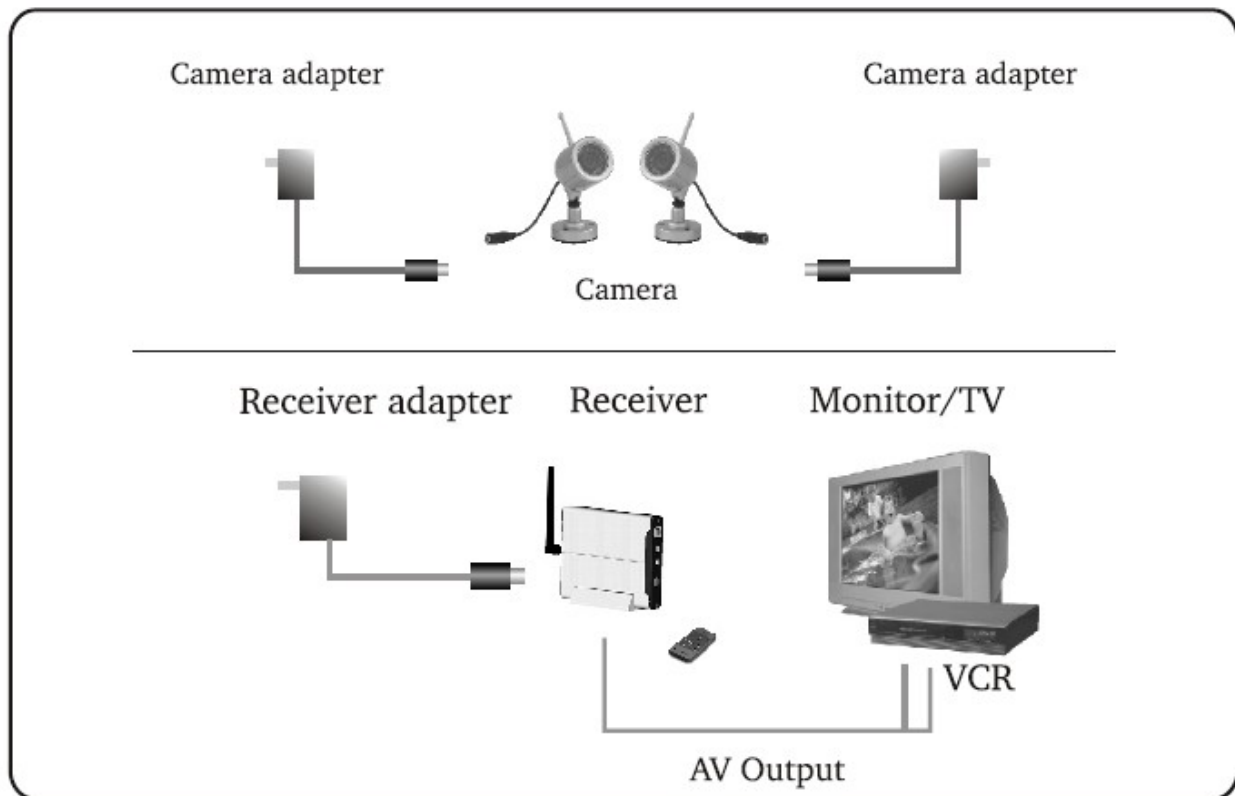 Camera adapter
Camera adapter
Camera
Receiver adapter
Receiver
Monitor/TV
VCR
AV Output